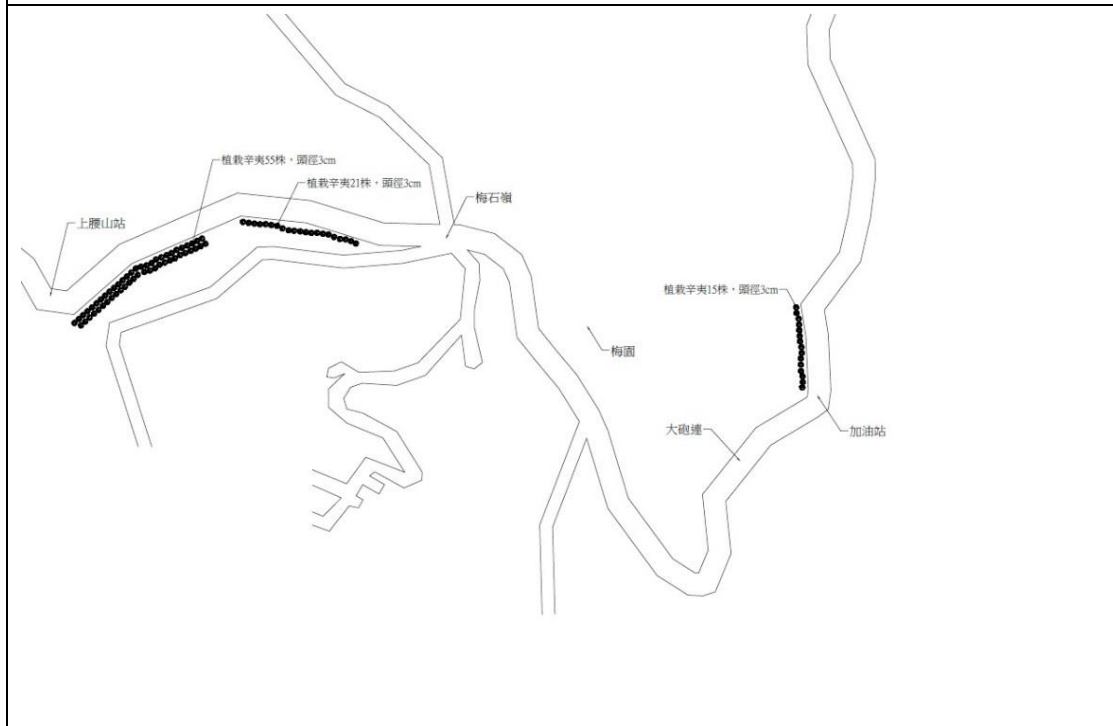 植栽辛夷55株，頭徑3cm
植栽辛夷21株，頭徑3cm
梅石嶺
上腰山站
植栽辛夷15株，頭徑3cm
梅園
大砲連
加油站